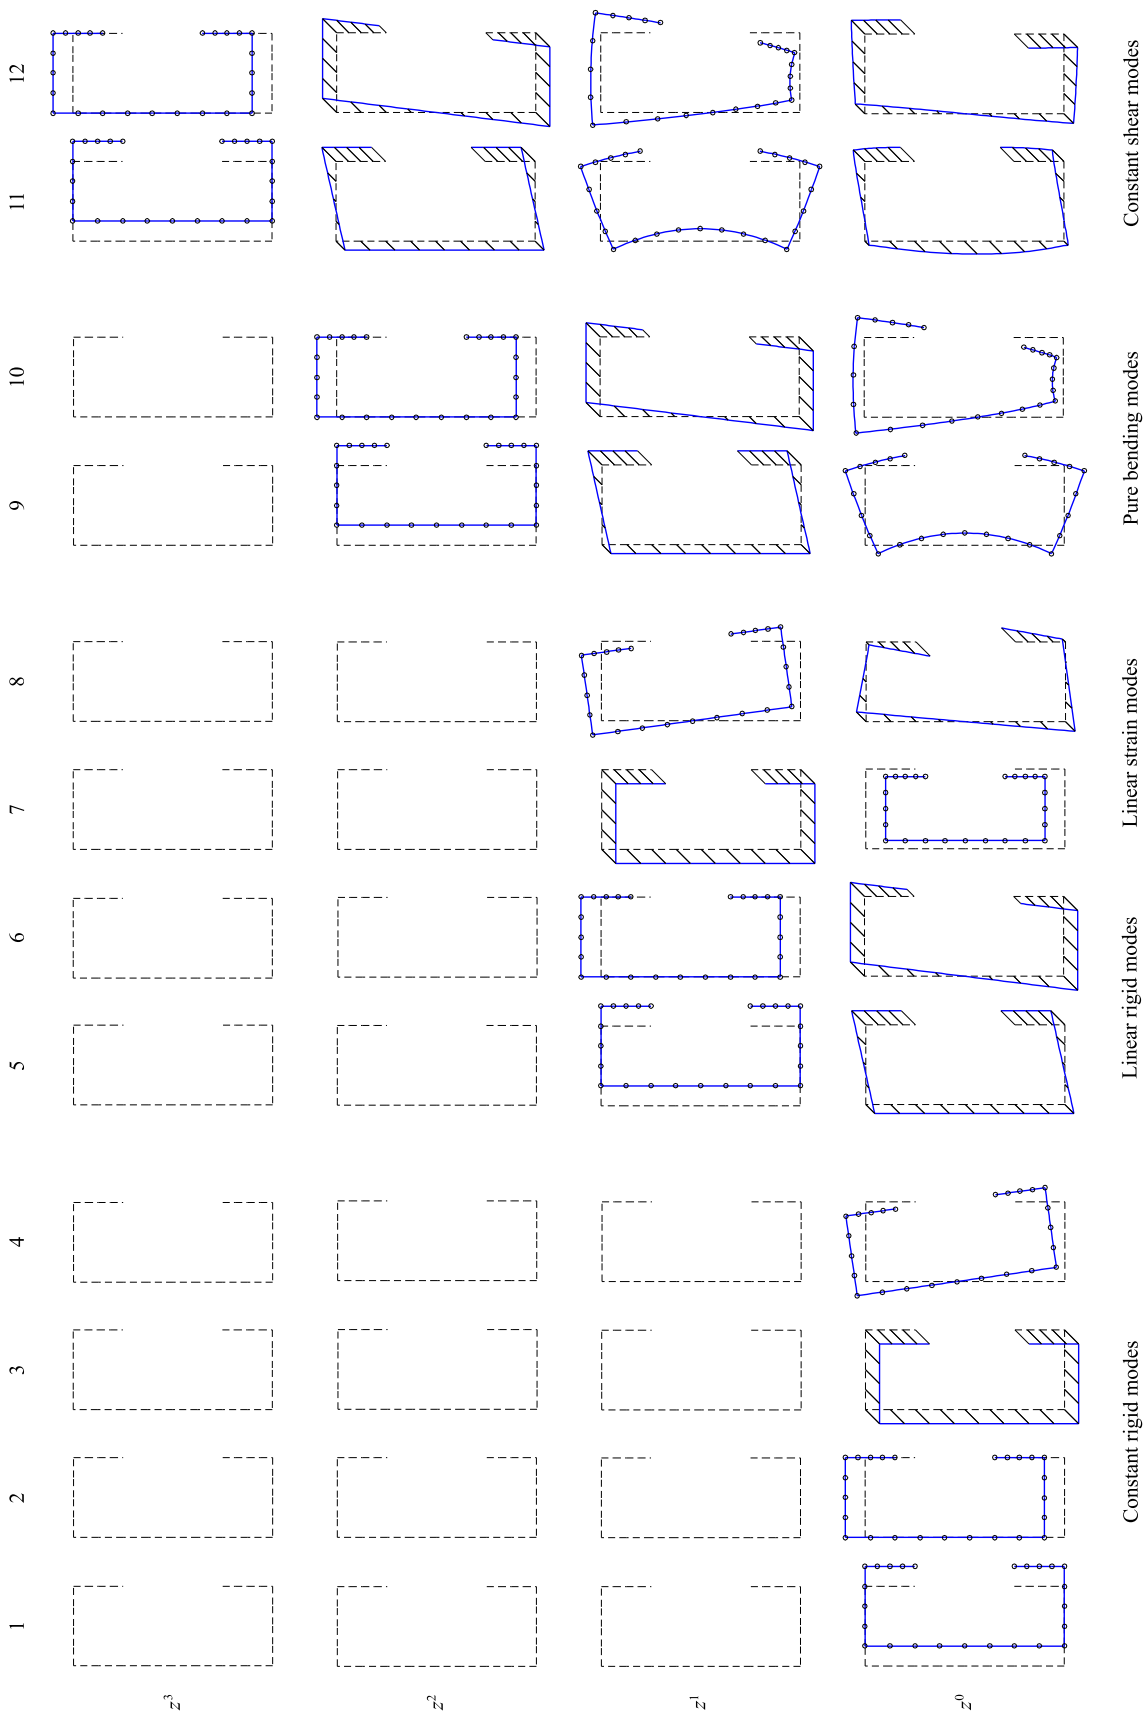 1 2 3 4 5 6 7 8 9 10 11 12
z³
z²
z¹
z⁰
Constant rigid modes Linear rigid modes Linear strain modes Pure bending modes Constant shear modes